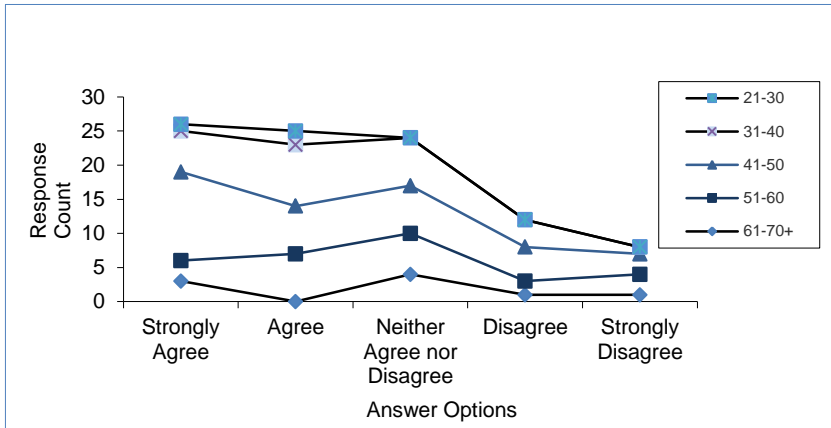 30
25
20
15
10
5
0
Response
Count
Strongly
Agree
Agree
Neither
Agree nor
Disagree
Disagree
Strongly
Disagree
Answer Options
21-30
31-40
41-50
51-60
61-70+